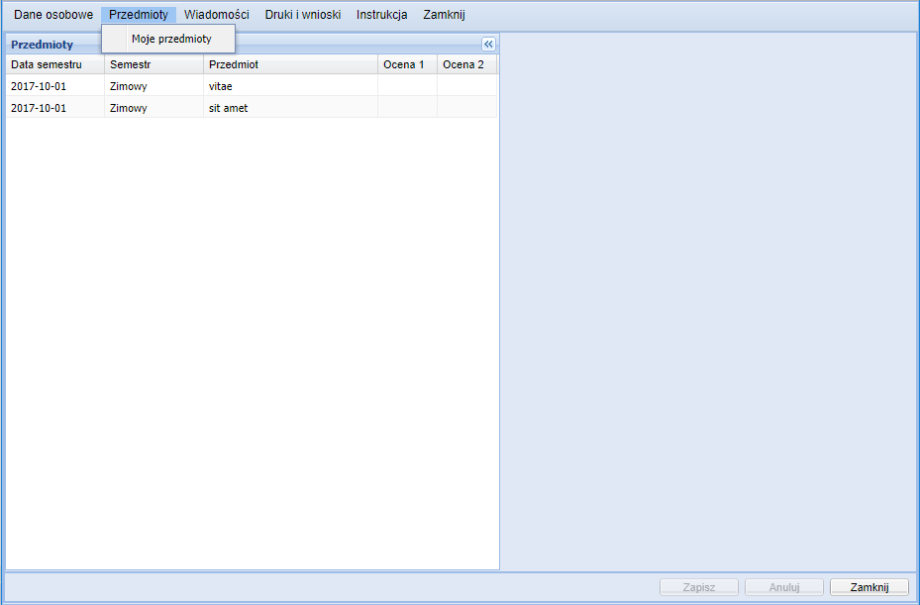 Dane osobowe Przedmioty Wiadomości Druki i wnioski Instrukcja Zamknij
Moje przedmioty
Przedmioty
Data semestru Semestr Przedmiot Ocena 1 Ocena 2
2017-10-01 Zimowy vitae
2017-10-01 Zimowy sit amet
Zapisz Anuluj Zamknij